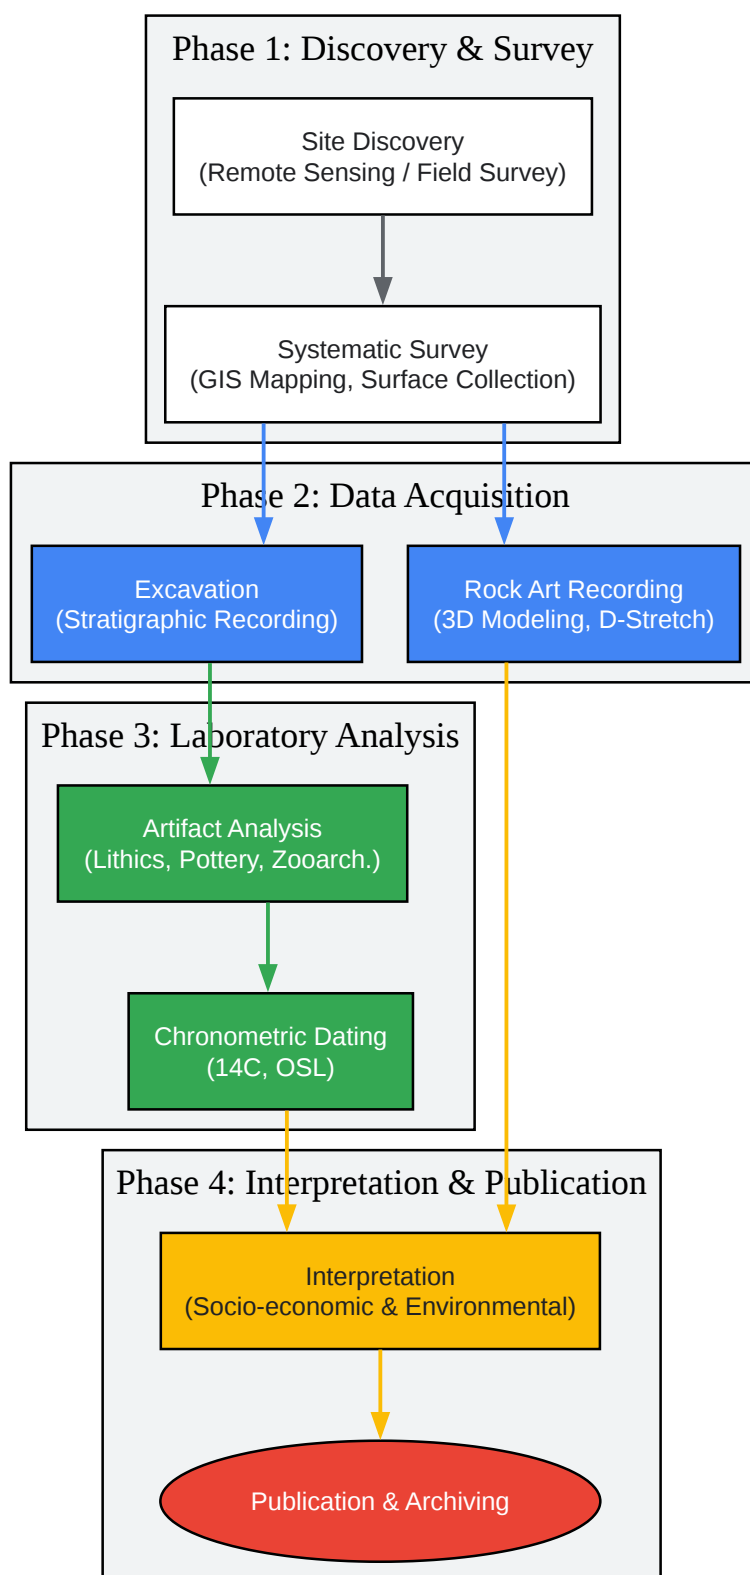 Phase 1: Discovery & Survey
Site Discovery
(Remote Sensing / Field Survey)
Systematic Survey
(GIS Mapping, Surface Collection)
Phase 2: Data Acquisition
Excavation
(Stratigraphic Recording)
Rock Art Recording
(3D Modeling, D-Stretch)
Phase 3: Laboratory Analysis
Artifact Analysis
(Lithics, Pottery, Zooarch.)
Chronometric Dating
(14C, OSL)
Phase 4: Interpretation & Publication
Interpretation
(Socio-economic & Environmental)
Publication & Archiving